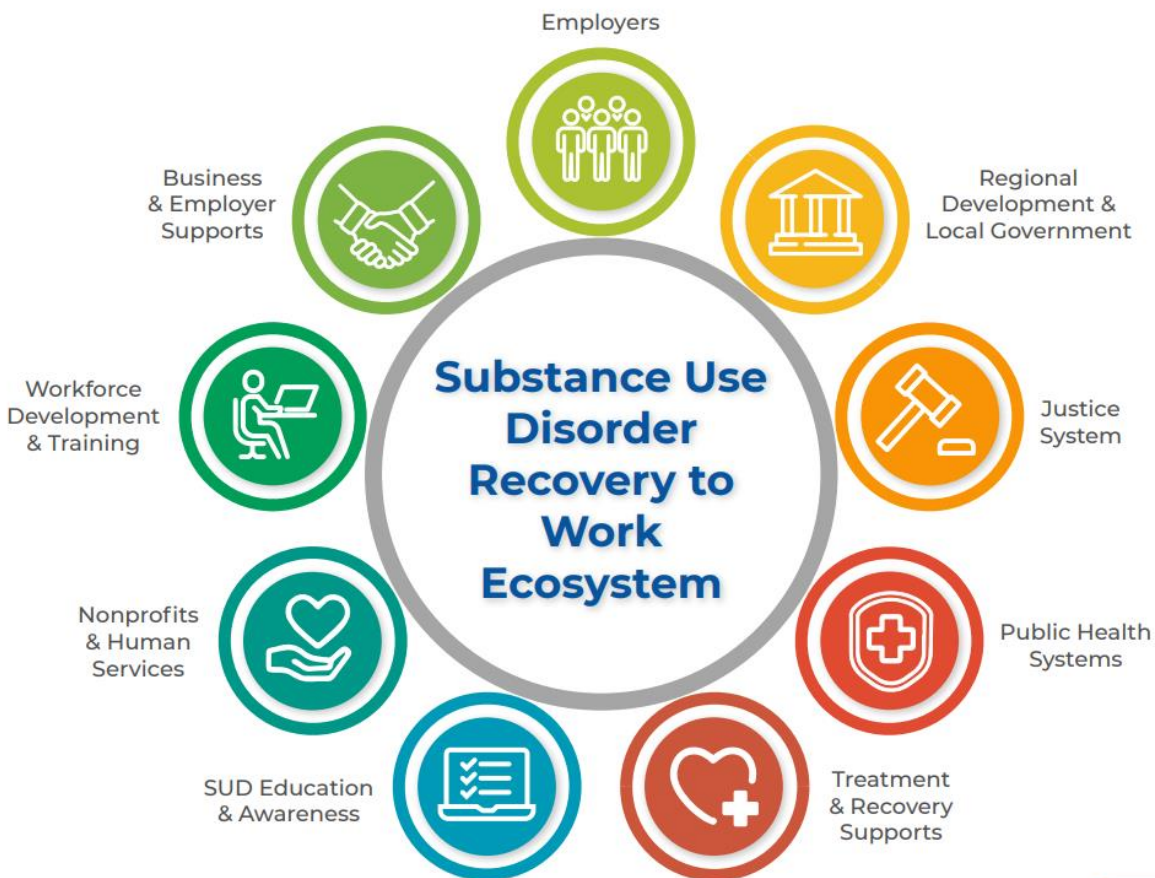 Employers
Regional
Development &
Local Government
Justice
System
Public Health
Systems
Treatment
& Recovery
Supports
SUD Education
& Awareness
Nonprofits
& Human
Services
Workforce
Development
& Training
Business
& Employer
Supports
Substance Use
Disorder
Recovery to
Work
Ecosystem